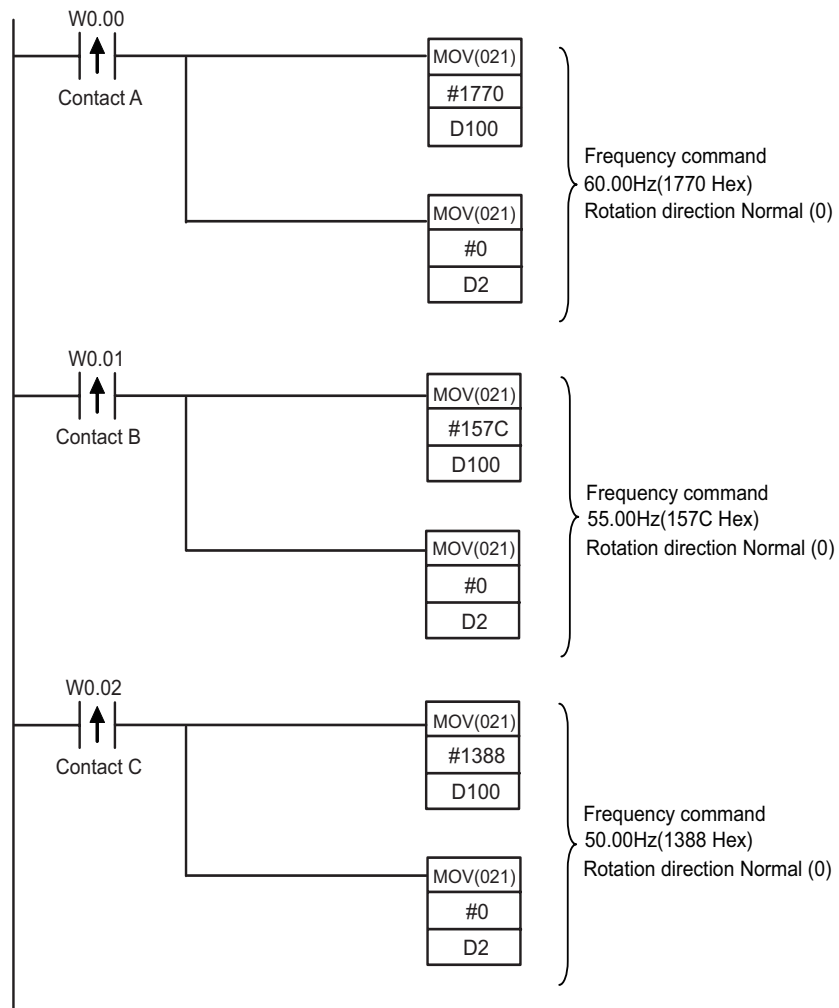 W0.00
Contact A
MOV(021)
#1770
D100
MOV(021)
#0
D2
Frequency command
60.00Hz(1770 Hex)
Rotation direction Normal (0)
W0.01
Contact B
MOV(021)
#157C
D100
MOV(021)
#0
D2
Frequency command
55.00Hz(157C Hex)
Rotation direction Normal (0)
W0.02
Contact C
MOV(021)
#1388
D100
MOV(021)
#0
D2
Frequency command
50.00Hz(1388 Hex)
Rotation direction Normal (0)